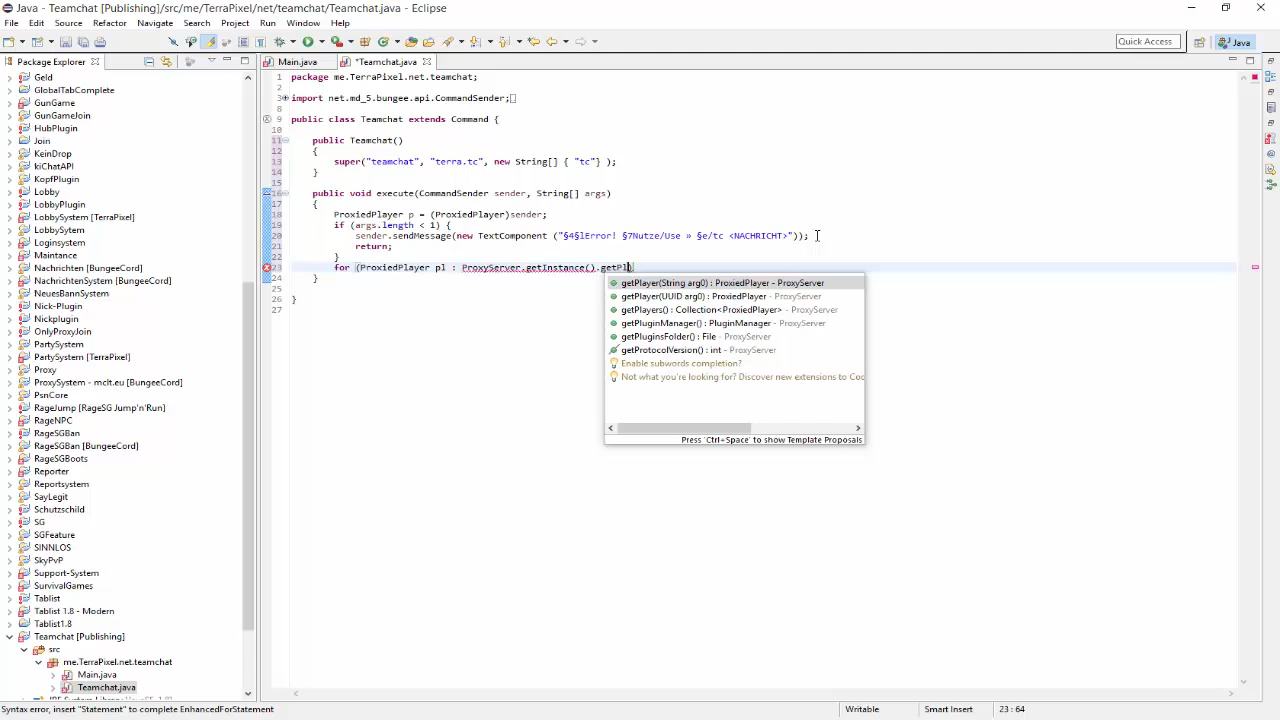 Java - Teamchat [Publishing]/src/me/TerraPixel/net/teamchat/Teamchat.java - Eclipse
File Edit Source Refactor Navigate Search Project Run Window Help
Quick Access
Java
Package Explorer
Main.java
*Teamchat.java
Geld
GlobalTabComplete
GunGame
GunGameJoin
HubPlugin
Join
KeinDrop
kiChatAPI
KopfPlugin
Lobby
LobbyPlugin
LobbySystem [TerraPixel]
LobbySytem
Loginsystem
Maintance
Nachrichten [BungeeCord]
Nachrichten [BungeeCord]
NeuesBannSystem
Nick-Plugin
Nickplugin
OnlyProxyJoin
PartySystem
PartySystem [TerraPixel]
Proxy
ProxySystem - mclt.eu [BungeeCord]
PsnCore
RageJump [RageSG Jump'n'Run]
RageNPC
RageSGBan
RageSGBan [BungeeCord]
RageSGBoots
Reporter
Reportsystem
SayLegit
Schutzschild
SG
SGFeature
SINNLOS
SkyPvP
Support-System
SurvivalGames
Tablist
Tablist 1.8 - Modern
Tablist1.8
Teamchat [Publishing]
src
me.TerraPixel.net.teamchat
Main.java
Teamchat.java
1 package me.TerraPixel.net.teamchat;
2
3 import net.md_5.bungee.api.CommandSender;
8
9 public class Teamchat extends Command {
10
11 public Teamchat()
12 {
13 super("teamchat", "terra.tc", new String[] { "tc"} );
14 }
15
16 public void execute(CommandSender sender, String[] args)
17 {
18 ProxiedPlayer p = (ProxiedPlayer)sender;
19 if (args.length < 1) {
20 sender.sendMessage(new TextComponent ("§4§lError! §7Nutze/Use » §e/tc <NACHRICHT>"));
21 return;
22 }
23 for (ProxiedPlayer pl : ProxyServer.getInstance().getPl)
24 }
25
26 }
27
getPlayer(String arg0) : ProxiedPlayer - ProxyServer
getPlayer(UUID arg0) : ProxiedPlayer - ProxyServer
getPlayers() : Collection<ProxiedPlayer> - ProxyServer
getPluginManager() : PluginManager - ProxyServer
getPluginsFolder() : File - ProxyServer
getProtocolVersion() : int - ProxyServer
Enable subwords completion?
Not what you're looking for? Discover new extensions to Coc
Press 'Ctrl+Space' to show Template Proposals
Syntax error, insert "Statement" to complete EnhancedForStatement
Writable
Smart Insert
23 : 64